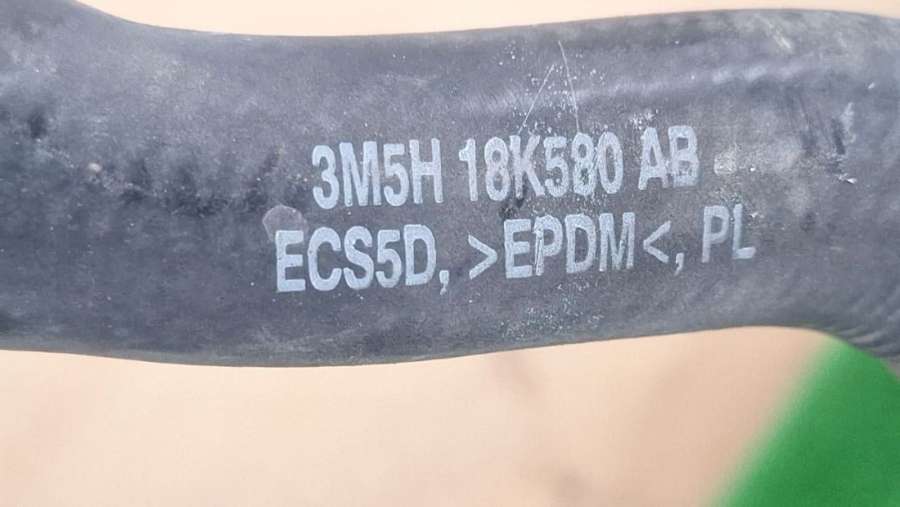 3M5H 18K580 AB
ECS5D, >EPDM<, PL